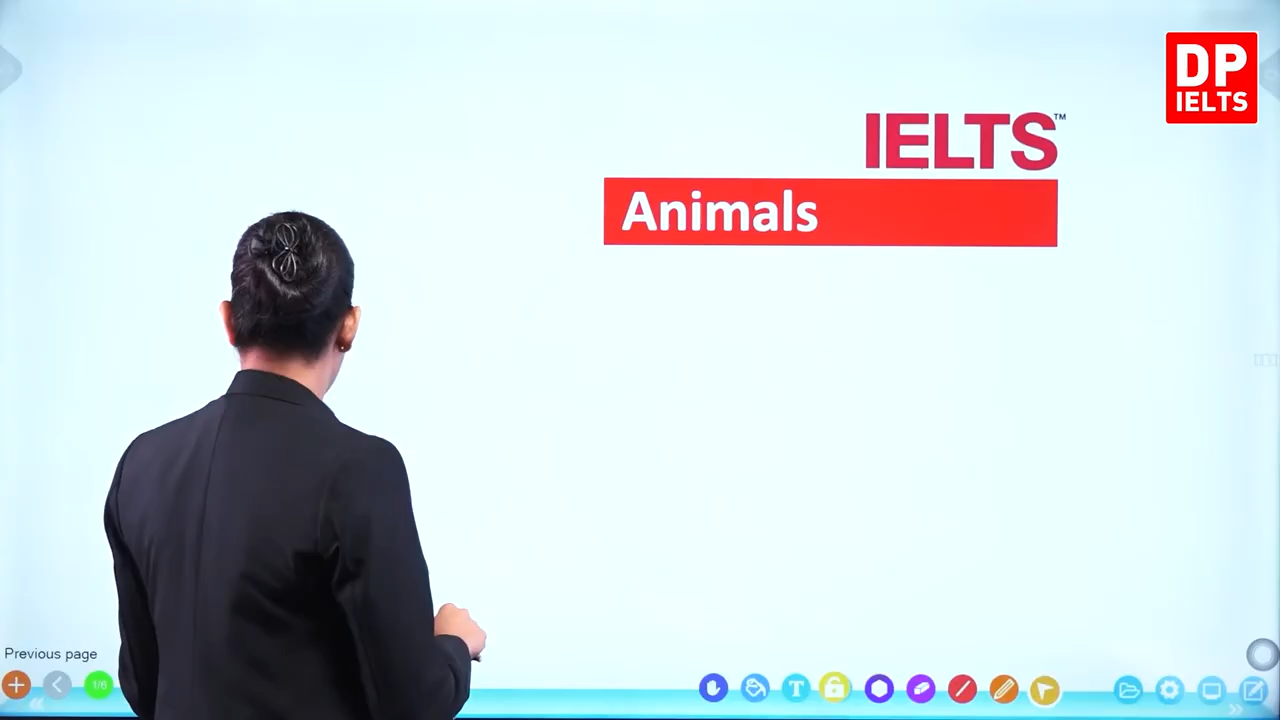 DP
IELTS
IELTS™
Animals
Previous page
1/6
T